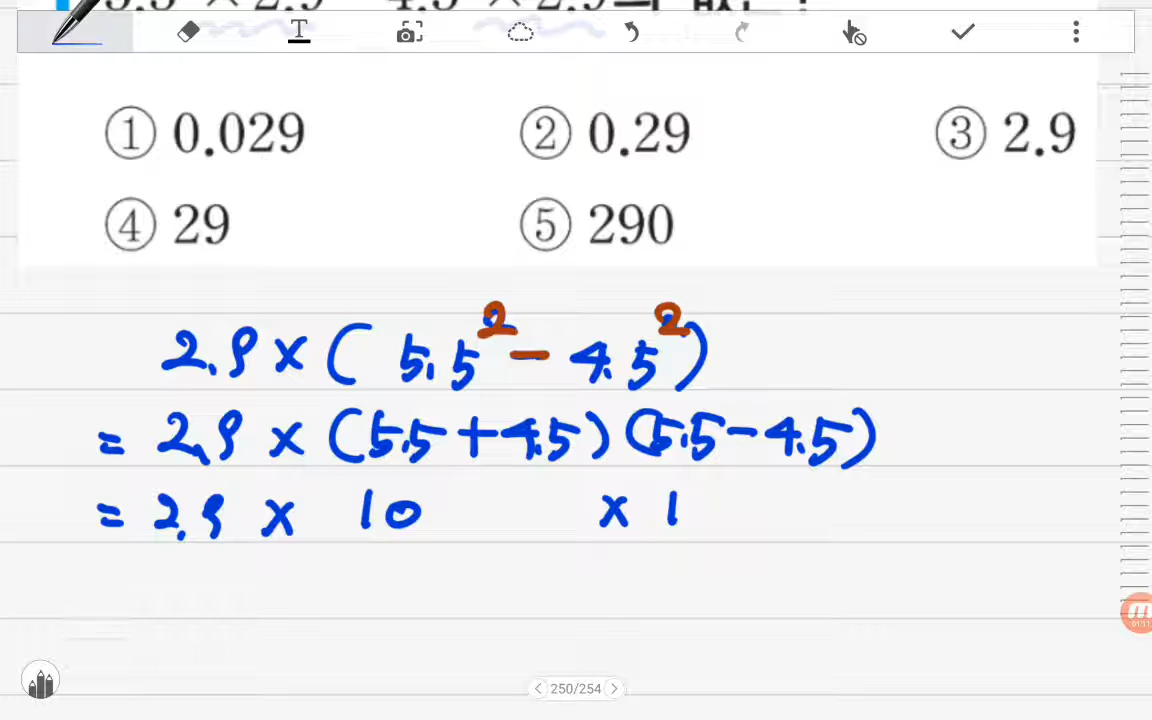 ① 0.029 ② 0.29 ③ 2.9
④ 29 ⑤ 290
2.9 × ( 5.5² - 4.5² )
= 2.9 × (5.5 + 4.5) (5.5 - 4.5)
= 2.9 × 10 × 1
250/254